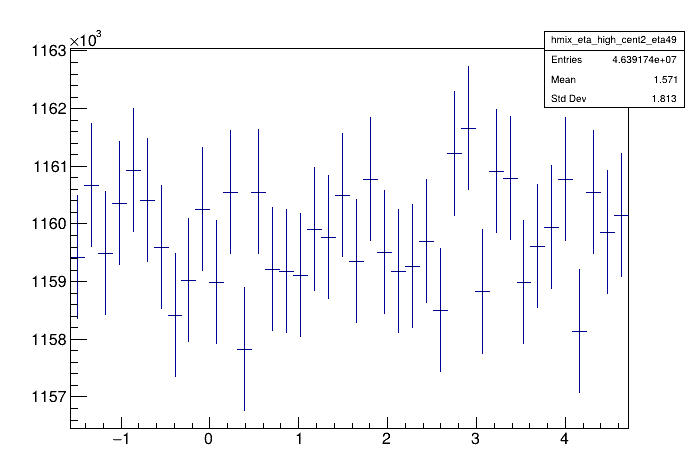 ×10³
hmix_eta_high_cent2_eta49
Entries 4.639174e+07
Mean 1.571
Std Dev 1.813
1163
1162
1161
1160
1159
1158
1157
−1 0 1 2 3 4